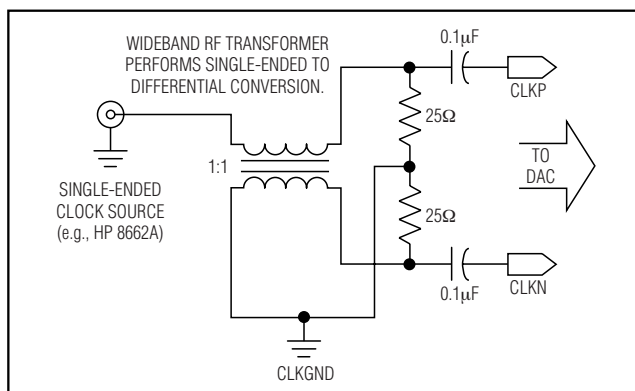 WIDEBAND RF TRANSFORMER
PERFORMS SINGLE-ENDED TO
DIFFERENTIAL CONVERSION.
0.1µF
CLKP
25Ω
1:1
TO
DAC
SINGLE-ENDED
CLOCK SOURCE
(e.g., HP 8662A)
25Ω
0.1µF
CLKN
CLKGND